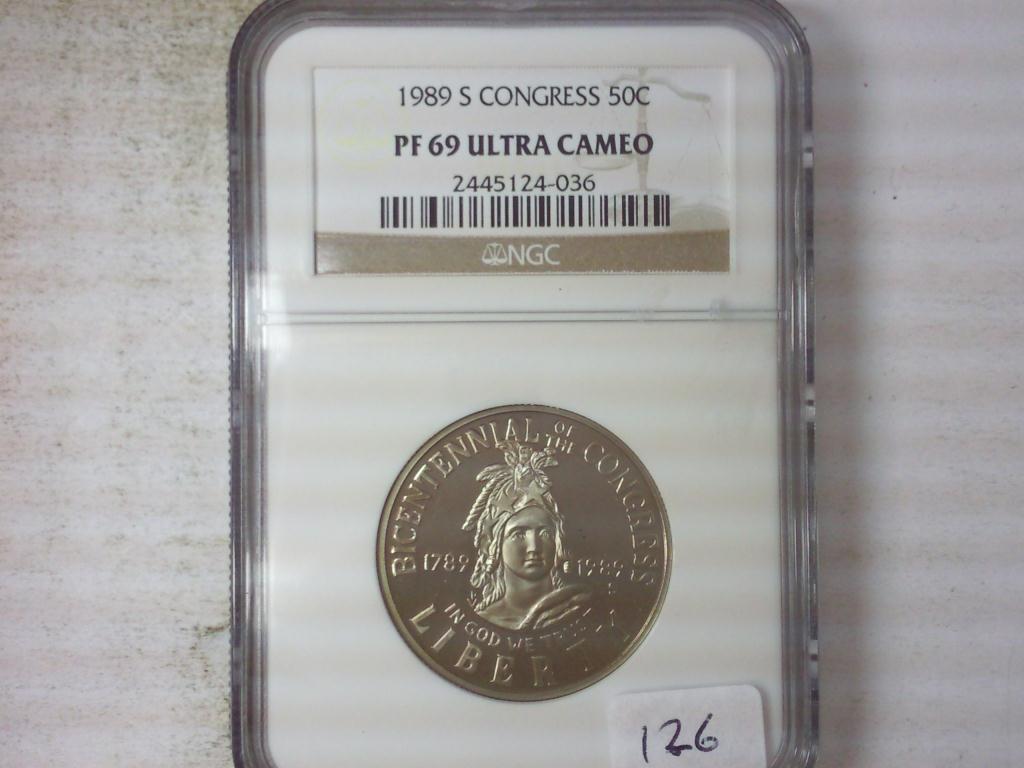 1989 S CONGRESS 50C
PF 69 ULTRA CAMEO
2445124-036
NGC
BICENTENNIAL OF THE CONGRESS
1789 1989
S
IN GOD WE TRUST
LIBERTY
126